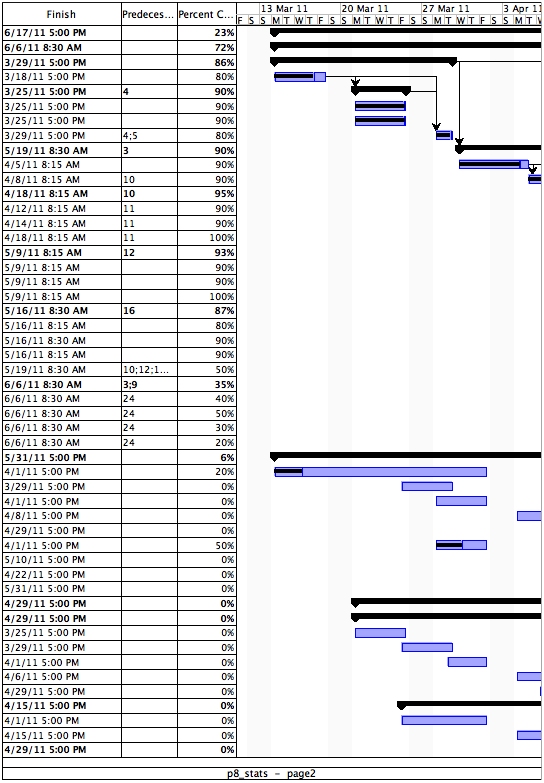 Finish Predeces... Percent C... 13 Mar 11 20 Mar 11 27 Mar 11 3 Apr 11
F S S M T W T F S S M T W T F S S M T W T F S S M T
6/17/11 5:00 PM 23%
6/6/11 8:30 AM 72%
3/29/11 5:00 PM 86%
3/18/11 5:00 PM 80%
3/25/11 5:00 PM 4 90%
3/25/11 5:00 PM 90%
3/25/11 5:00 PM 90%
3/29/11 5:00 PM 4;5 80%
5/19/11 8:30 AM 3 90%
4/5/11 8:15 AM 90%
4/8/11 8:15 AM 10 90%
4/18/11 8:15 AM 10 95%
4/12/11 8:15 AM 11 90%
4/14/11 8:15 AM 11 90%
4/18/11 8:15 AM 11 100%
5/9/11 8:15 AM 12 93%
5/9/11 8:15 AM 90%
5/9/11 8:15 AM 90%
5/9/11 8:15 AM 100%
5/16/11 8:30 AM 16 87%
5/16/11 8:15 AM 80%
5/16/11 8:30 AM 90%
5/16/11 8:15 AM 90%
5/19/11 8:30 AM 10;12;1... 50%
6/6/11 8:30 AM 3;9 35%
6/6/11 8:30 AM 24 40%
6/6/11 8:30 AM 24 50%
6/6/11 8:30 AM 24 30%
6/6/11 8:30 AM 24 20%
5/31/11 5:00 PM 6%
4/1/11 5:00 PM 20%
3/29/11 5:00 PM 0%
4/1/11 5:00 PM 0%
4/8/11 5:00 PM 0%
4/29/11 5:00 PM 0%
4/1/11 5:00 PM 50%
5/10/11 5:00 PM 0%
4/22/11 5:00 PM 0%
5/31/11 5:00 PM 0%
4/29/11 5:00 PM 0%
4/29/11 5:00 PM 0%
3/25/11 5:00 PM 0%
3/29/11 5:00 PM 0%
4/1/11 5:00 PM 0%
4/6/11 5:00 PM 0%
4/29/11 5:00 PM 0%
4/15/11 5:00 PM 0%
4/1/11 5:00 PM 0%
4/15/11 5:00 PM 0%
4/29/11 5:00 PM 0%
p8_stats - page2